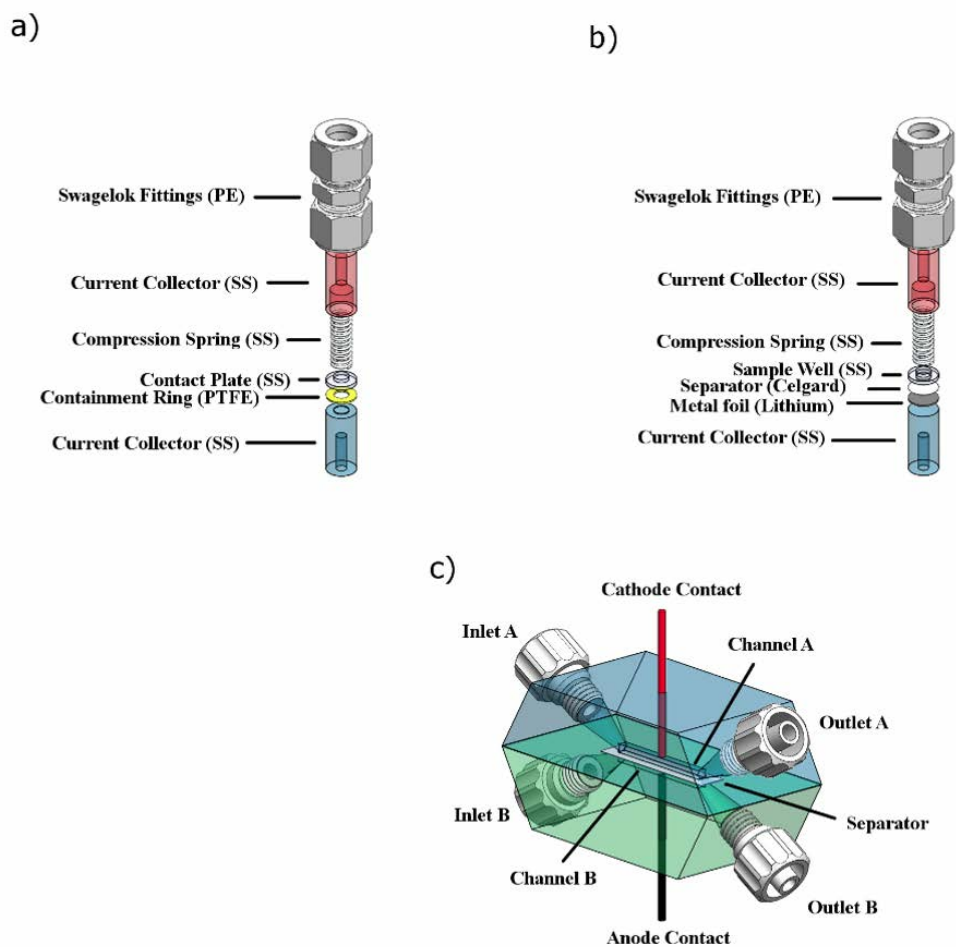 a)
Swagelok Fittings (PE)
Current Collector (SS)
Compression Spring (SS)
Contact Plate (SS)
Containment Ring (PTFE)
Current Collector (SS)
b)
Swagelok Fittings (PE)
Current Collector (SS)
Compression Spring (SS)
Sample Well (SS)
Separator (Celgard)
Metal foil (Lithium)
Current Collector (SS)
c)
Cathode Contact
Inlet A
Channel A
Outlet A
Inlet B
Separator
Channel B
Outlet B
Anode Contact